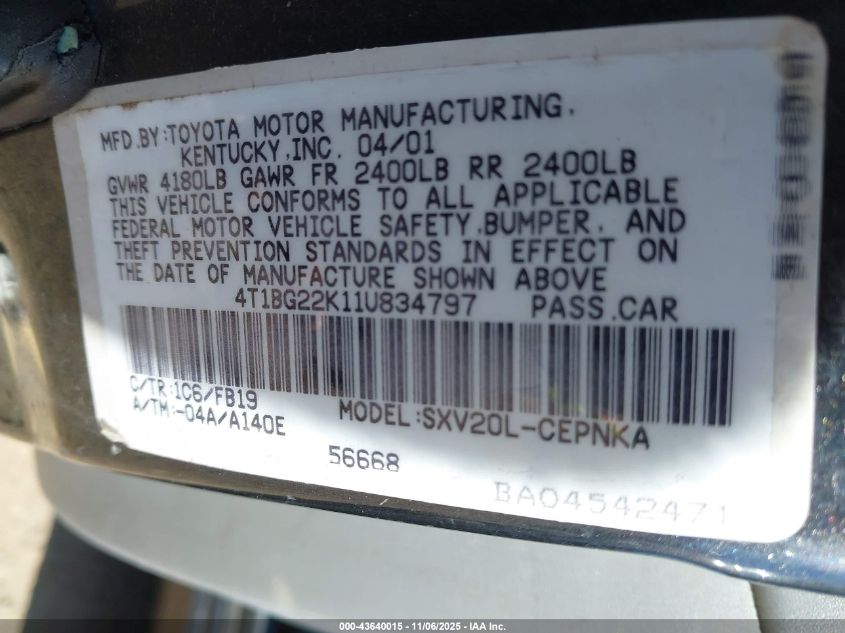 MFD.BY:TOYOTA MOTOR MANUFACTURING.
KENTUCKY,INC. 04/01
GVWR 4180LB GAWR FR 2400LB RR 2400LB
THIS VEHICLE CONFORMS TO ALL APPLICABLE
FEDERAL MOTOR VEHICLE SAFETY,BUMPER, AND
THEFT PREVENTION STANDARDS IN EFFECT ON
THE DATE OF MANUFACTURE SHOWN ABOVE
4T1BG22K11U834797 PASS.CAR
C/TR:1C6/FB19
A/TM:-04A/A140E
MODEL:SXV20L-CEPNKA
56668
BA04542471
000-43640015 - 11/06/2025 - IAA Inc.